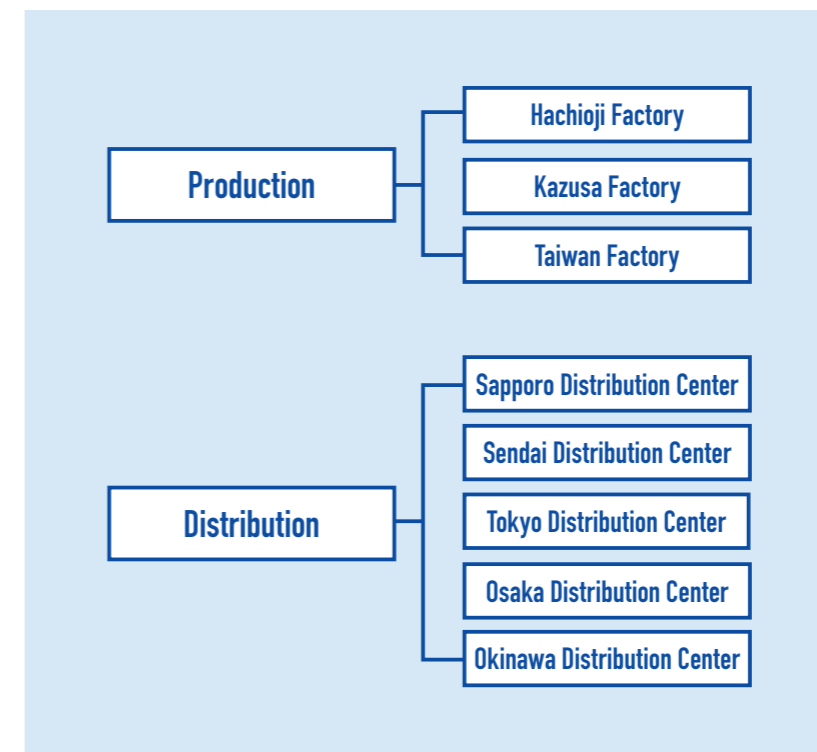 Production
Hachioji Factory
Kazusa Factory
Taiwan Factory
Distribution
Sapporo Distribution Center
Sendai Distribution Center
Tokyo Distribution Center
Osaka Distribution Center
Okinawa Distribution Center